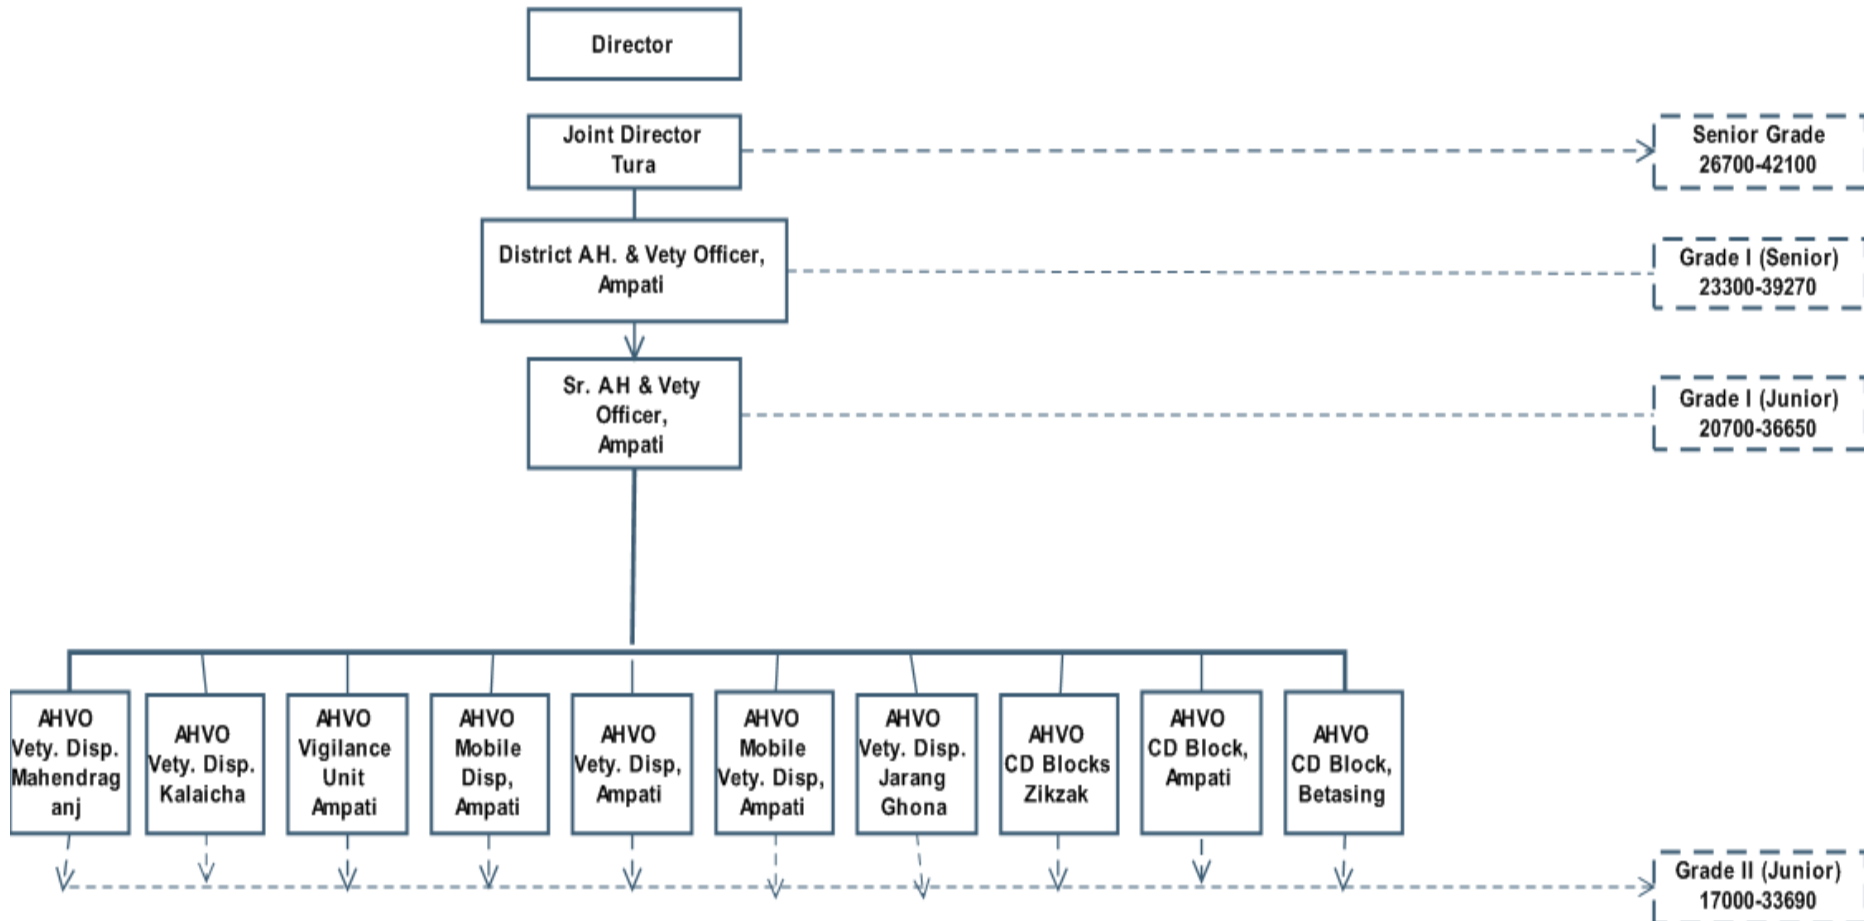 Director
Joint Director
Tura
Senior Grade
26700-42100
District A.H. & Vety Officer,
Ampati
Grade I (Senior)
23300-39270
Sr. A.H & Vety
Officer,
Ampati
Grade I (Junior)
20700-36650
AHVO
Vety. Disp.
Mahendrag
anj
AHVO
Vety. Disp.
Kalaicha
AHVO
Vigilance
Unit
Ampati
AHVO
Mobile
Disp,
Ampati
AHVO
Vety. Disp,
Ampati
AHVO
Mobile
Vety. Disp,
Ampati
AHVO
Vety. Disp.
Jarang
Ghona
AHVO
CD Blocks
Zikzak
AHVO
CD Block,
Ampati
AHVO
CD Block,
Betasing
Grade II (Junior)
17000-33690